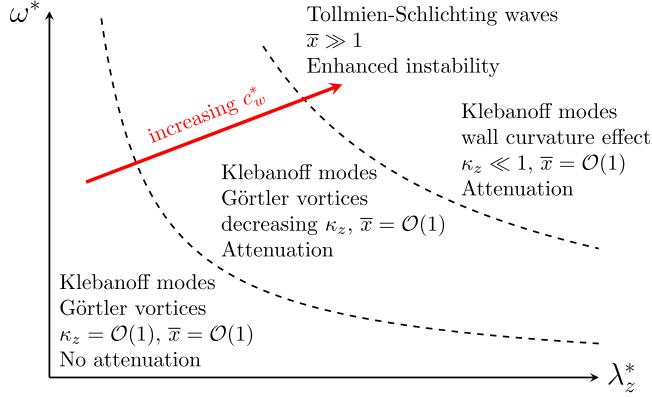 ω*
Tollmien-Schlichting waves
x̅ ≫ 1
Enhanced instability
increasing c*_w
Klebanoff modes
wall curvature effect
κ_z ≪ 1, x̅ = 𝒪(1)
Attenuation
Klebanoff modes
Görtler vortices
decreasing κ_z, x̅ = 𝒪(1)
Attenuation
Klebanoff modes
Görtler vortices
κ_z = 𝒪(1), x̅ = 𝒪(1)
No attenuation
λ*_z